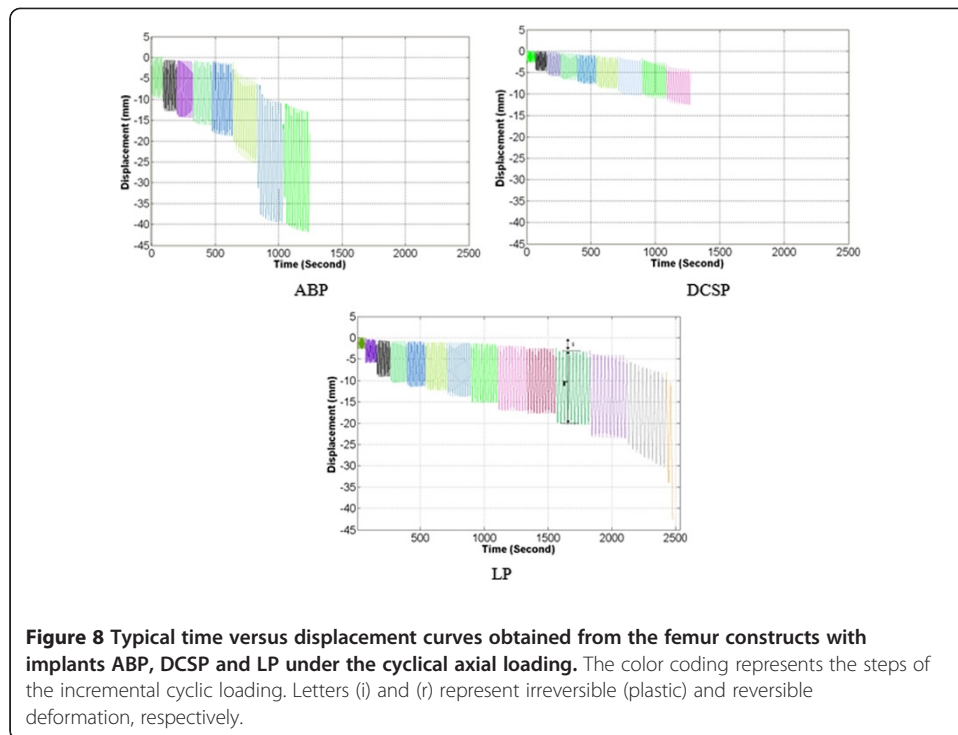 5
0
-5
-10
-15
-20
-25
-30
-35
-40
-45
Displacement (mm)
0 500 1000 1500 2000 2500
Time (Second)
ABP
5
0
-5
-10
-15
-20
-25
-30
-35
-40
-45
Displacement (mm)
0 500 1000 1500 2000 2500
Time (Second)
DCSP
5
0
-5
-10
-15
-20
-25
-30
-35
-40
-45
Displacement (mm)
i
r
500 1000 1500 2000 2500
Time (Second)
LP
Figure 8 Typical time versus displacement curves obtained from the femur constructs with
implants ABP, DCSP and LP under the cyclical axial loading. The color coding represents the steps of
the incremental cyclic loading. Letters (i) and (r) represent irreversible (plastic) and reversible
deformation, respectively.